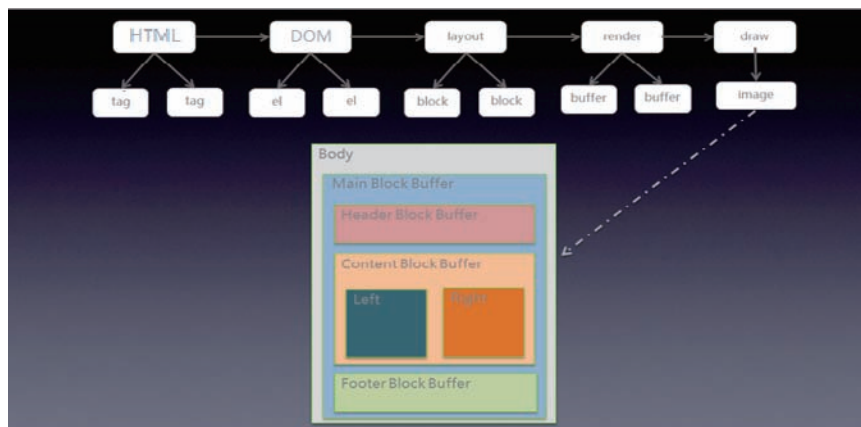 HTML DOM layout render draw
tag tag el el block block buffer buffer image
Body
Main Block Buffer
Header Block Buffer
Content Block Buffer
Left Right
Footer Block Buffer